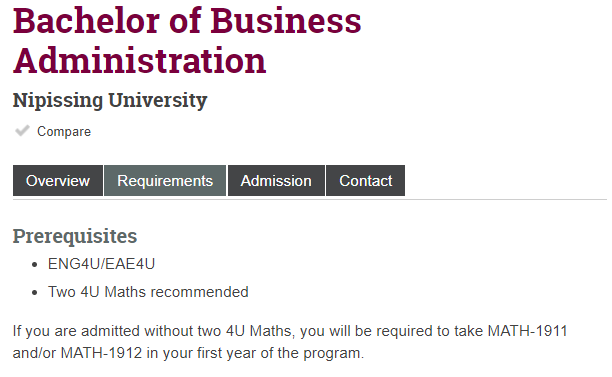 Bachelor of Business
Administration
Nipissing University
Compare
Overview Requirements Admission Contact
Prerequisites
• ENG4U/EAE4U
• Two 4U Maths recommended
If you are admitted without two 4U Maths, you will be required to take MATH-1911
and/or MATH-1912 in your first year of the program.